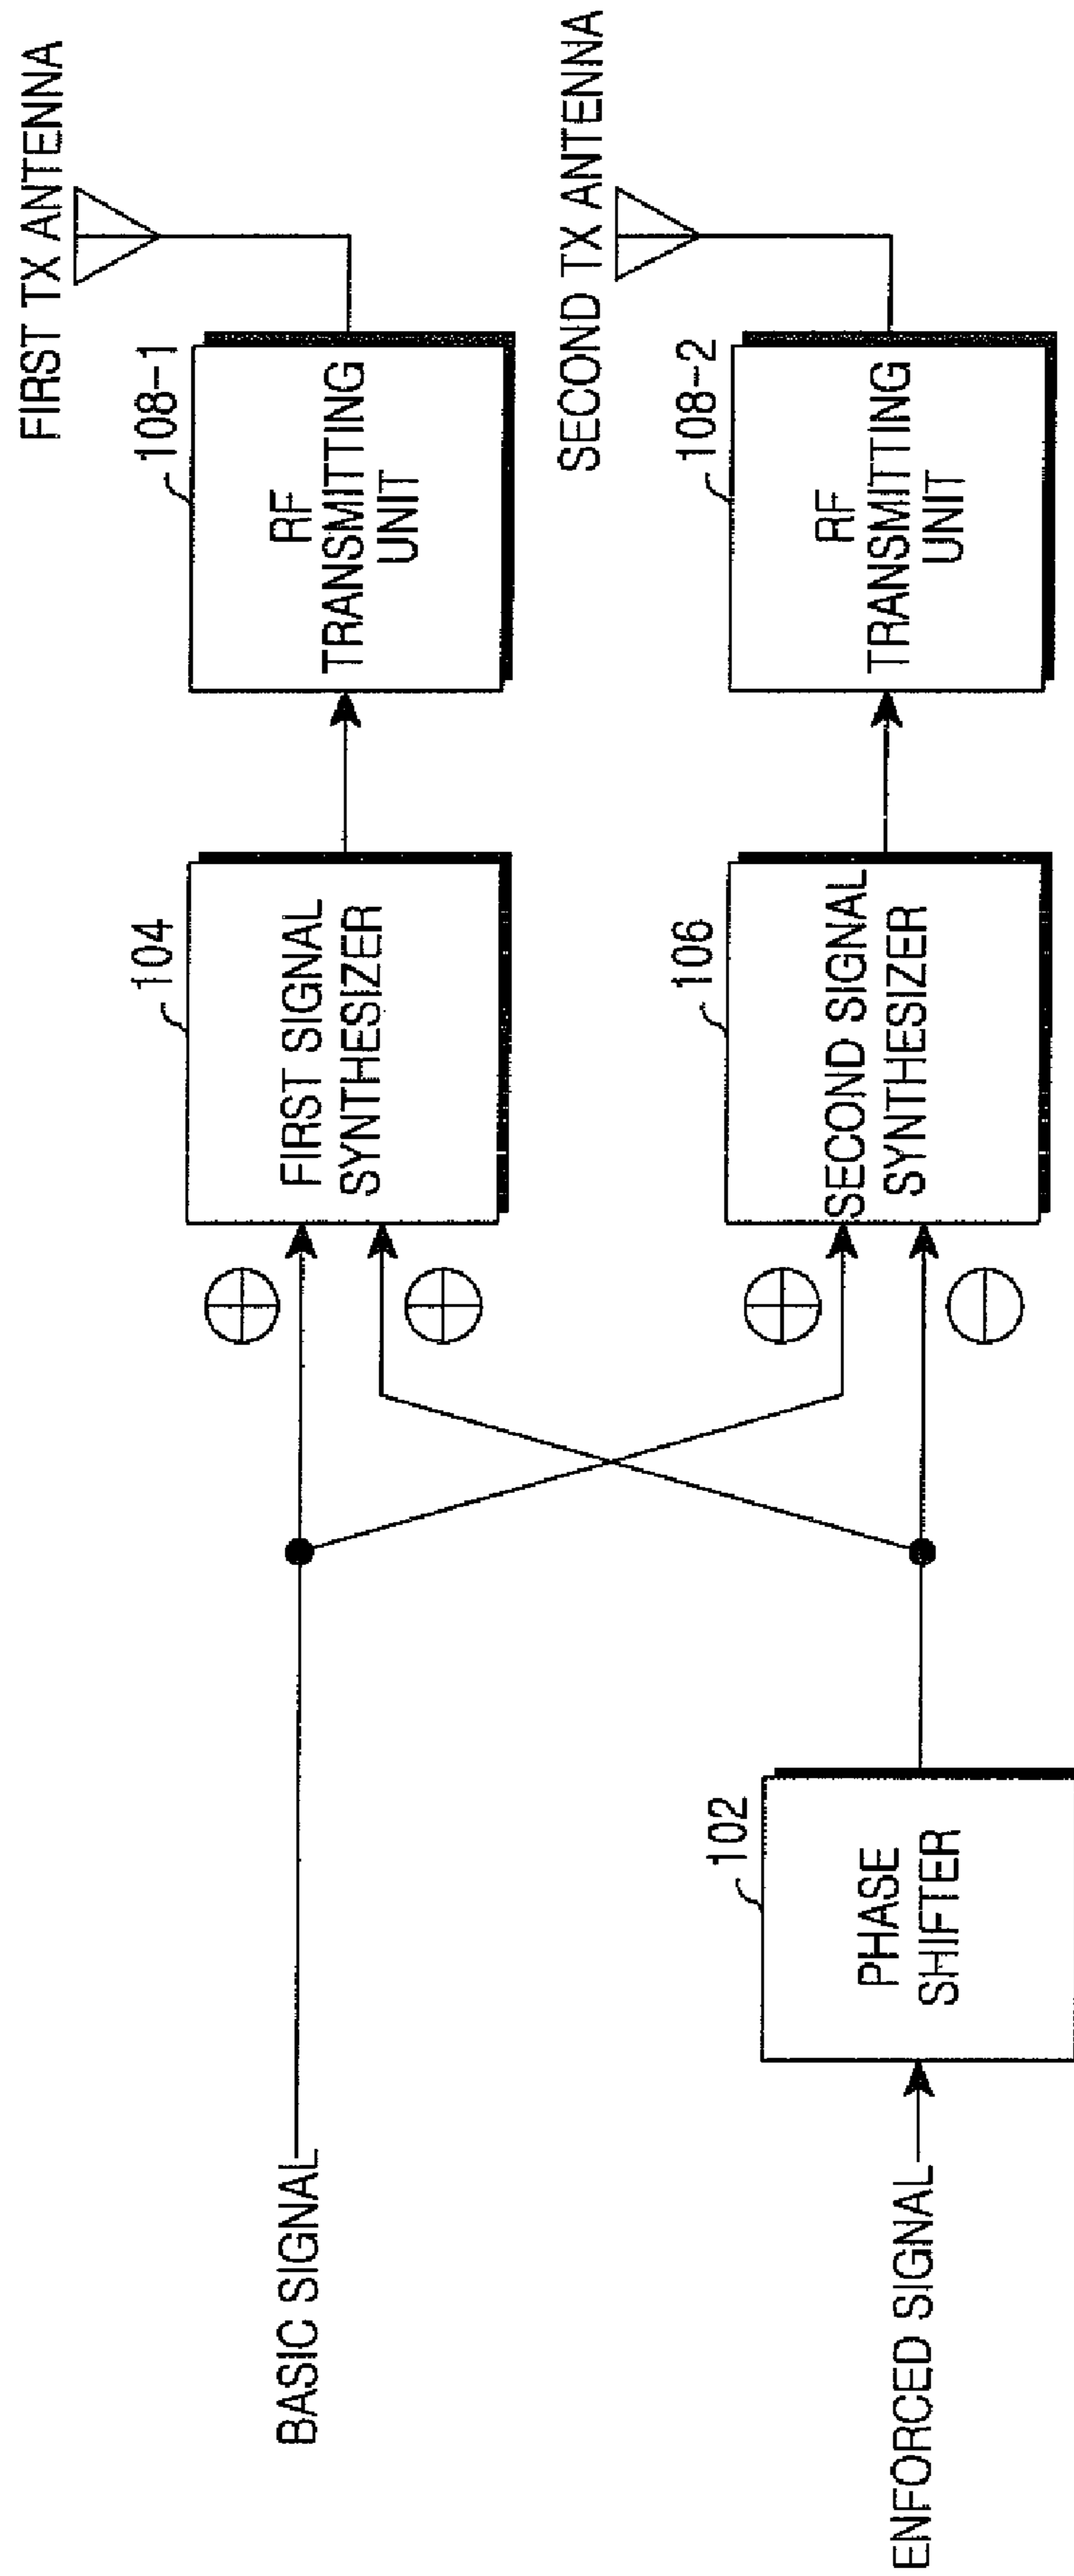 FIRST TX ANTENNA
108-1
RF
TRANSMITTING
UNIT
104
FIRST SIGNAL
SYNTHESIZER
BASIC SIGNAL
SECOND TX ANTENNA
108-2
RF
TRANSMITTING
UNIT
106
SECOND SIGNAL
SYNTHESIZER
102
PHASE
SHIFTER
ENFORCED SIGNAL